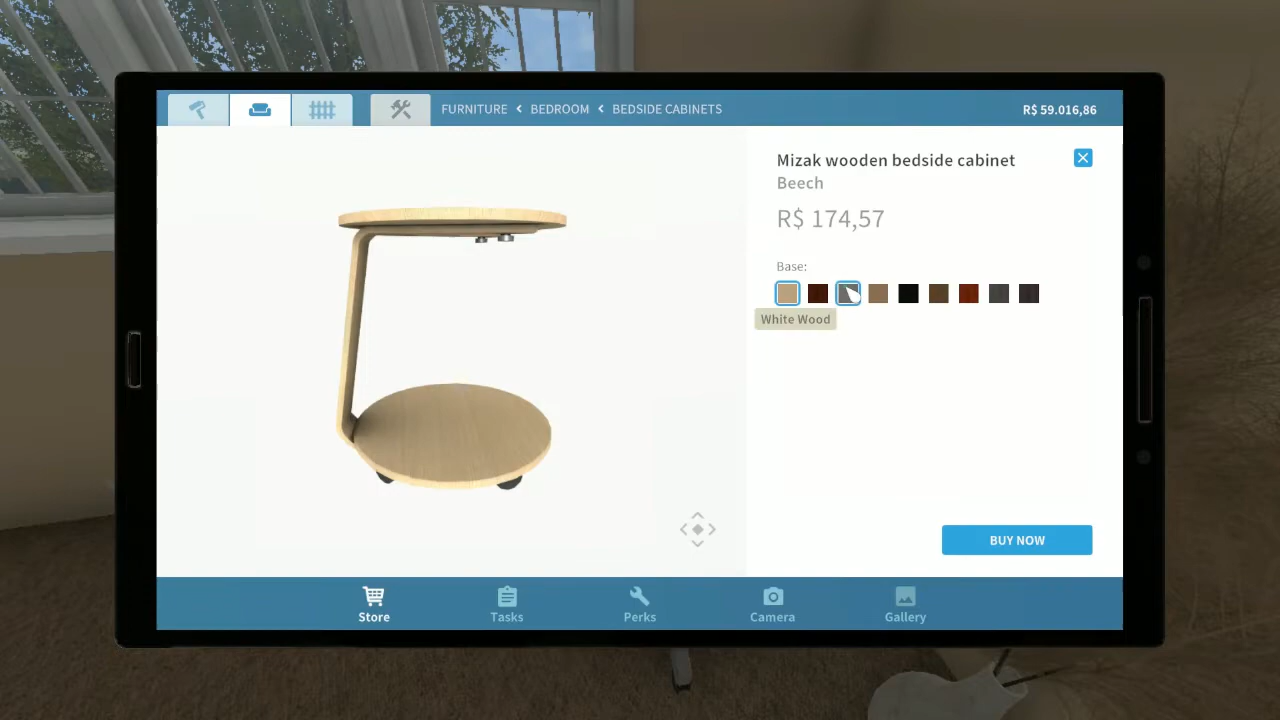 FURNITURE < BEDROOM < BEDSIDE CABINETS
R$ 59.016,86
Mizak wooden bedside cabinet
Beech
R$ 174,57
Base:
White Wood
BUY NOW
Store
Tasks
Perks
Camera
Gallery